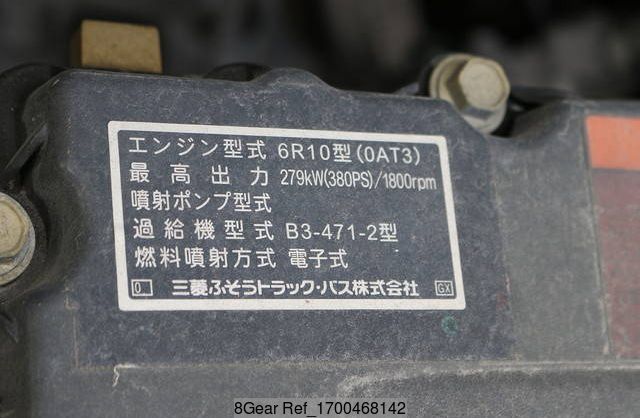 エンジン型式 6R10型(0AT3)
最高出力 279kW(380PS)/1800rpm
噴射ポンプ型式
過給機型式 B3-471-2型
燃料噴射方式 電子式
0 三菱ふそうトラック・バス株式会社 GX
8Gear Ref_1700468142